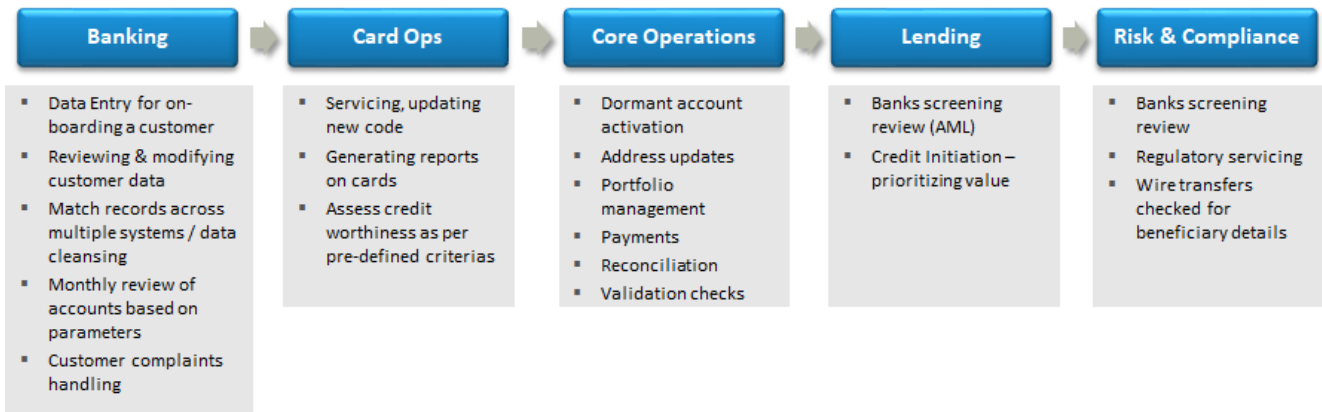 Banking
Card Ops
Core Operations
Lending
Risk & Compliance
▪ Data Entry for on-
boarding a customer
▪ Reviewing & modifying
customer data
▪ Match records across
multiple systems / data
cleansing
▪ Monthly review of
accounts based on
parameters
▪ Customer complaints
handling
▪ Servicing, updating
new code
▪ Generating reports
on cards
▪ Assess credit
worthiness as per
pre-defined criterias
▪ Dormant account
activation
▪ Address updates
▪ Portfolio
management
▪ Payments
▪ Reconciliation
▪ Validation checks
▪ Banks screening
review (AML)
▪ Credit Initiation –
prioritizing value
▪ Banks screening
review
▪ Regulatory servicing
▪ Wire transfers
checked for
beneficiary details